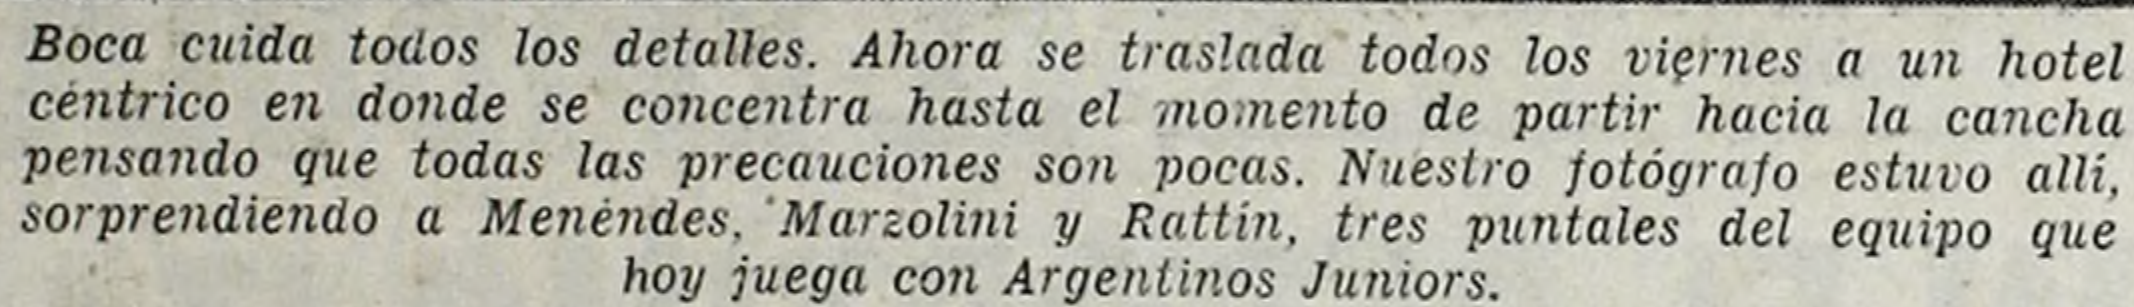 Boca cuida todos los detalles. Ahora se traslada todos los viernes a un hotel
céntrico en donde se concentra hasta el momento de partir hacia la cancha
pensando que todas las precauciones son pocas. Nuestro fotógrafo estuvo allí,
sorprendiendo a Menéndes, Marzolini y Rattín, tres puntales del equipo que
hoy juega con Argentinos Juniors.